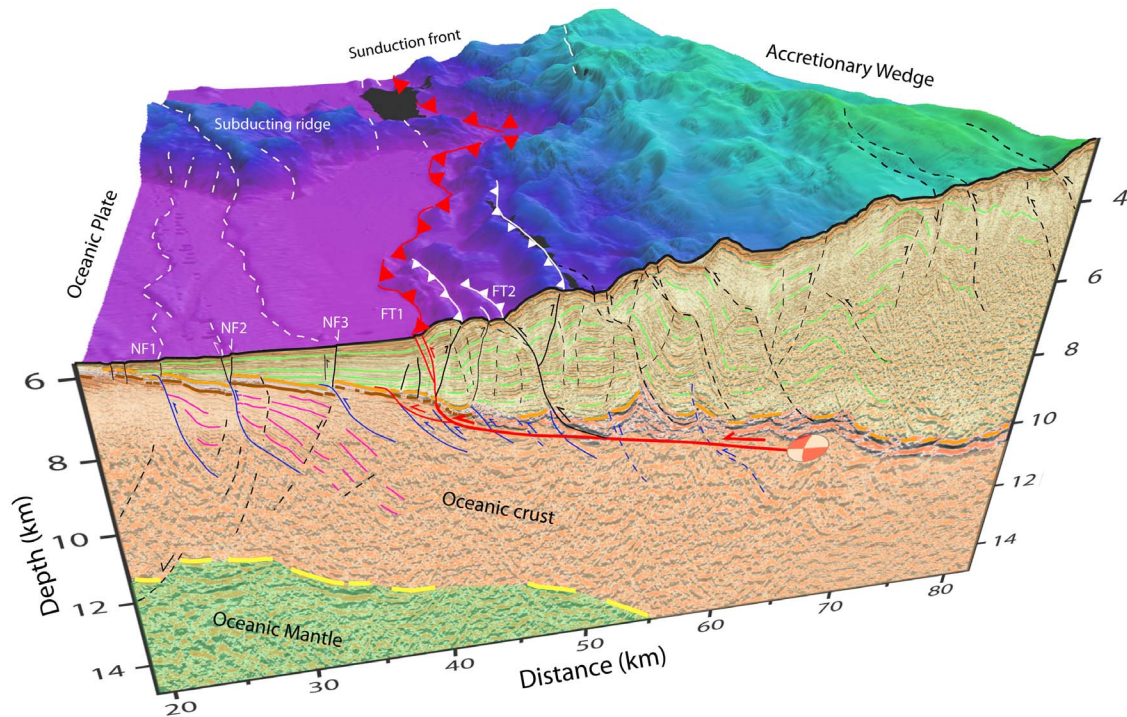 Sunduction front
Accretionary Wedge
Subducting ridge
Oceanic Plate
NF1
NF2
NF3
FT1
FT2
4
6
8
10
12
14
6
8
10
12
14
Depth (km)
Oceanic crust
Oceanic Mantle
20
30
40
50
60
70
80
Distance (km)